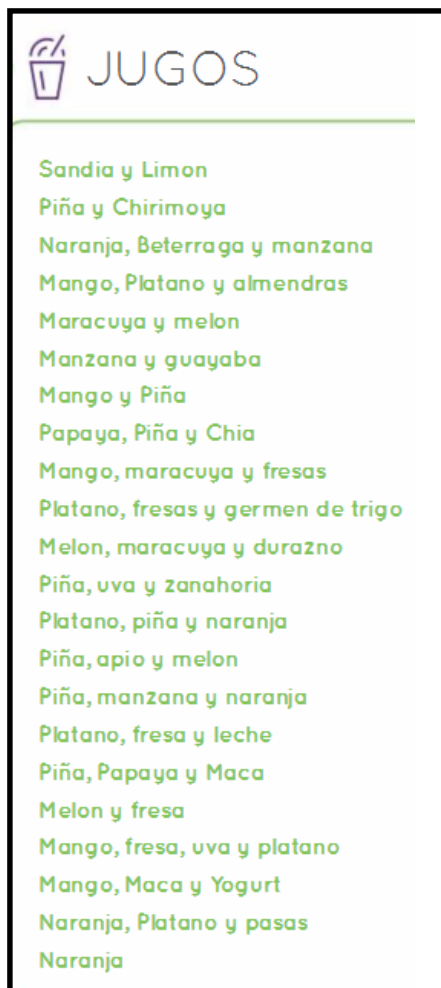 JUGOS
Sandia y Limon
Piña y Chirimoya
Naranja, Beterraga y manzana
Mango, Platano y almendras
Maracuya y melon
Manzana y guayaba
Mango y Piña
Papaya, Piña y Chia
Mango, maracuya y fresas
Platano, fresas y germen de trigo
Melon, maracuya y durazno
Piña, uva y zanahoria
Platano, piña y naranja
Piña, apio y melon
Piña, manzana y naranja
Platano, fresa y leche
Piña, Papaya y Maca
Melon y fresa
Mango, fresa, uva y platano
Mango, Maca y Yogurt
Naranja, Platano y pasas
Naranja